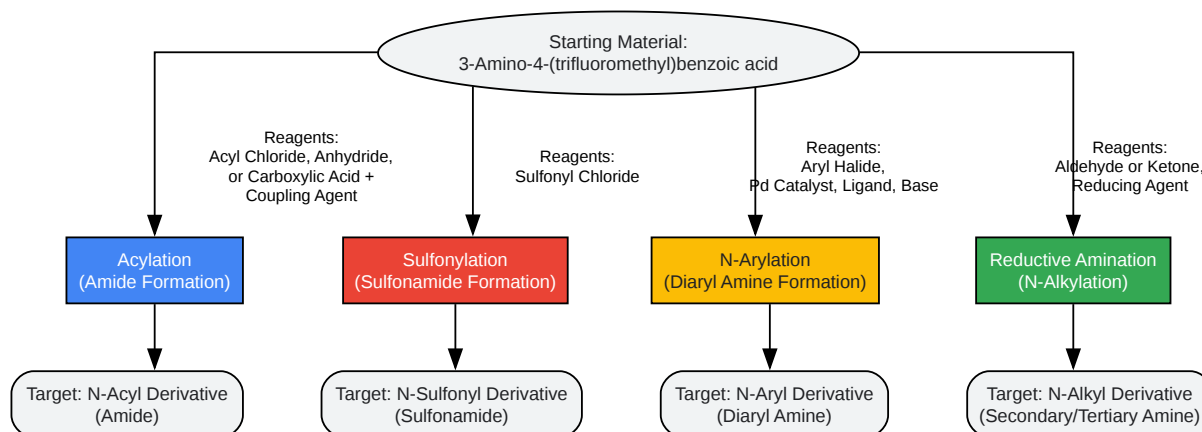 Starting Material:
3-Amino-4-(trifluoromethyl)benzoic acid
Reagents:
Acyl Chloride, Anhydride,
or Carboxylic Acid +
Coupling Agent
Reagents:
Sulfonyl Chloride
Reagents:
Aryl Halide,
Pd Catalyst, Ligand, Base
Reagents:
Aldehyde or Ketone,
Reducing Agent
Acylation
(Amide Formation)
Sulfonylation
(Sulfonamide Formation)
N-Arylation
(Diaryl Amine Formation)
Reductive Amination
(N-Alkylation)
Target: N-Acyl Derivative
(Amide)
Target: N-Sulfonyl Derivative
(Sulfonamide)
Target: N-Aryl Derivative
(Diaryl Amine)
Target: N-Alkyl Derivative
(Secondary/Tertiary Amine)